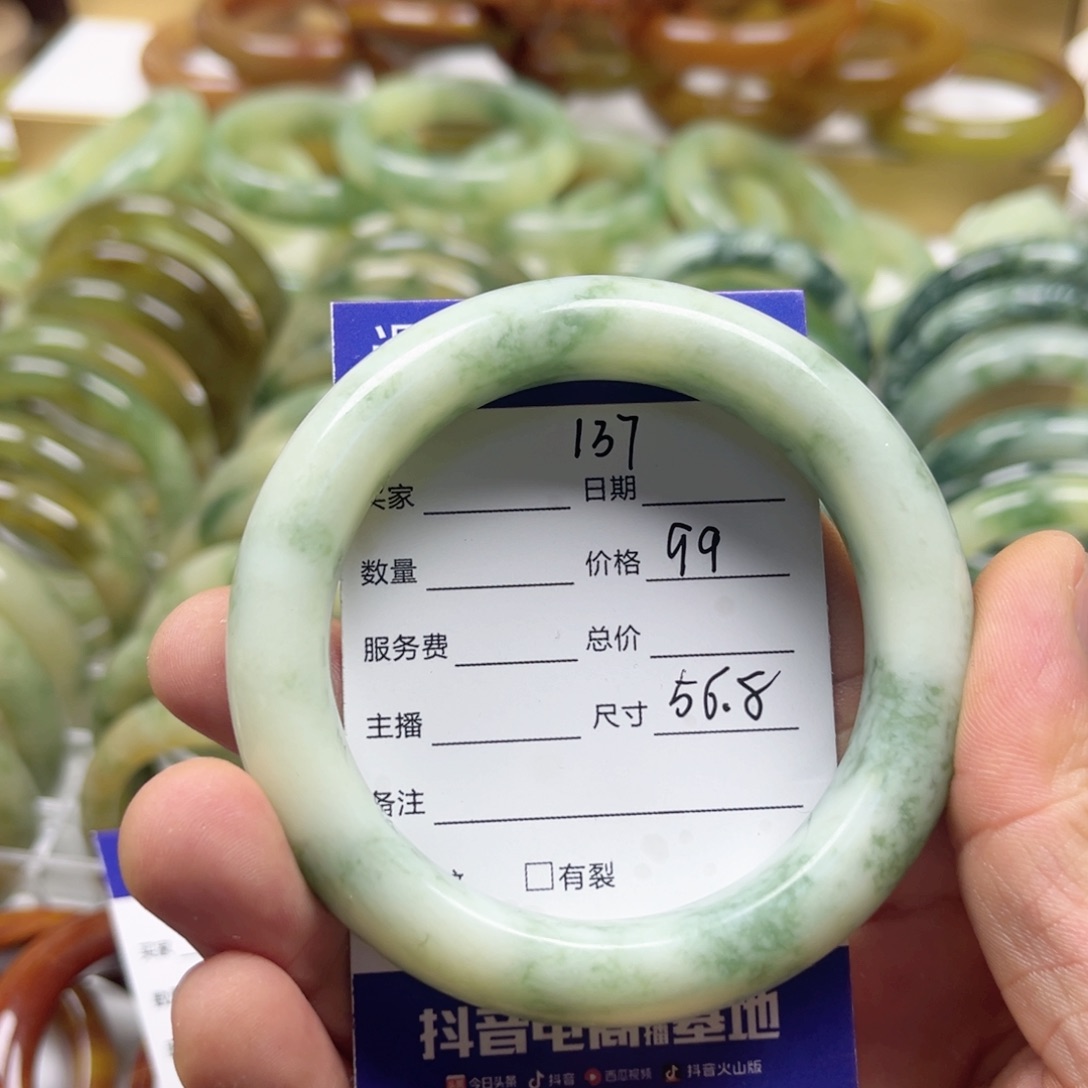 137
家 日期
数量 价格 99
服务费 总价
主播 尺寸 56.8
备注
□有裂
抖音电商直播基地
今日头条 抖音 西瓜视频 抖音火山版